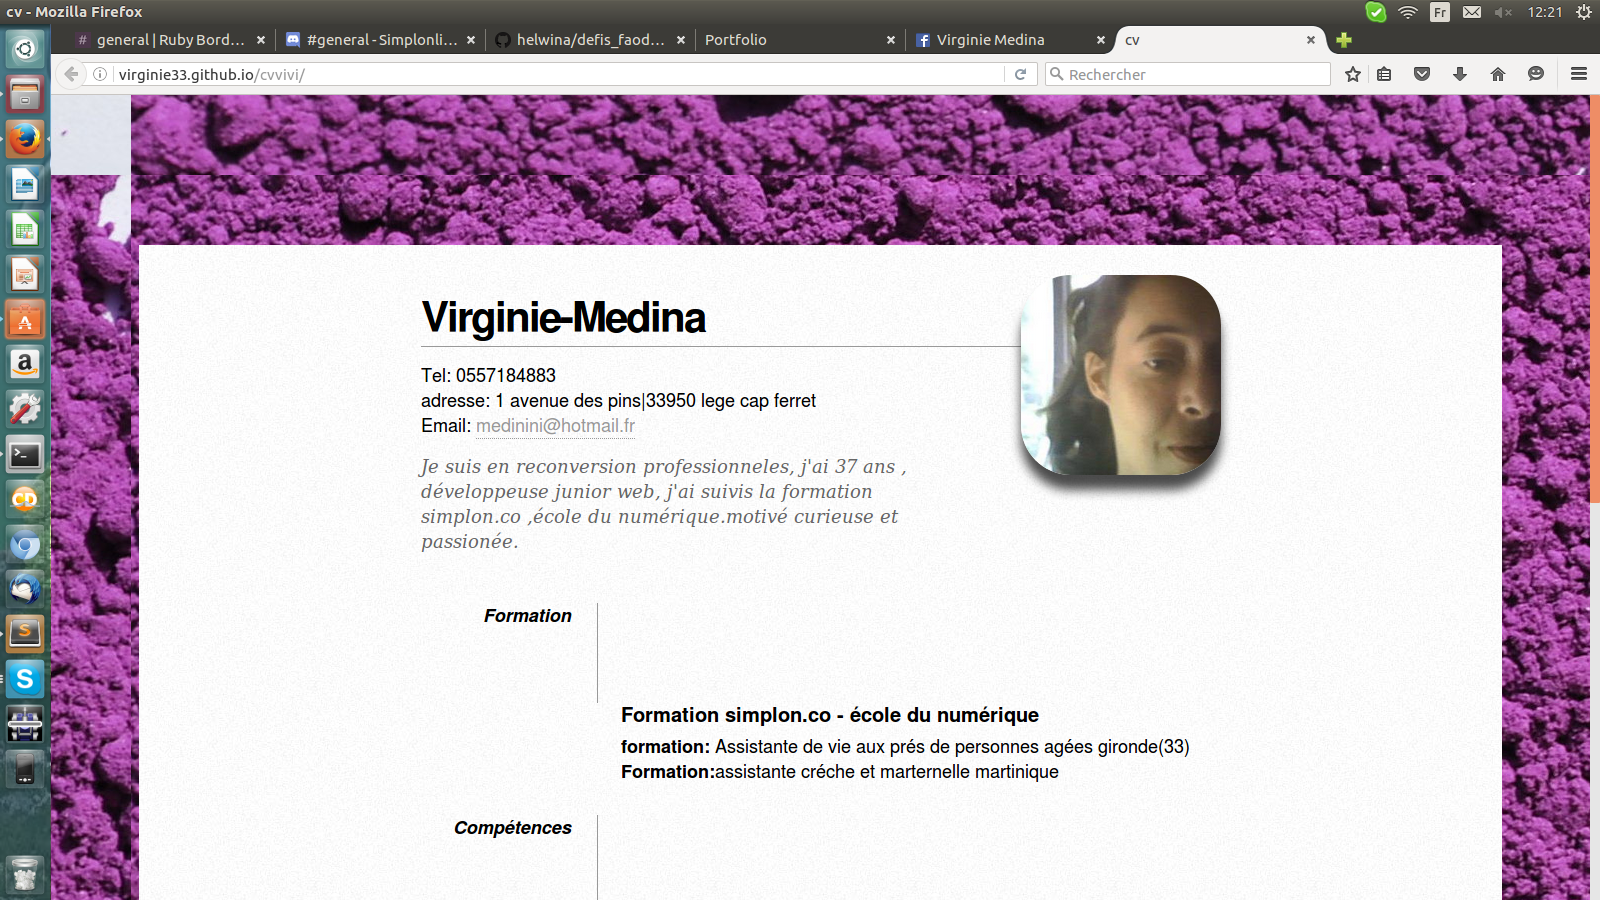 cv - Mozilla Firefox
Fr
12:21
# general | Ruby Bord...
#general - Simplonli...
helwina/defis_faod...
Portfolio
Virginie Medina
cv
virginie33.github.io/cvvivi/
Rechercher
Virginie-Medina
Tel: 0557184883
adresse: 1 avenue des pins|33950 lege cap ferret
Email: medinini@hotmail.fr
Je suis en reconversion professionneles, j'ai 37 ans ,
développeuse junior web, j'ai suivis la formation
simplon.co ,école du numérique.motivé curieuse et
passionée.
Formation
Formation simplon.co - école du numérique
formation: Assistante de vie aux prés de personnes agées gironde(33)
Formation:assistante créche et marternelle martinique
Compétences